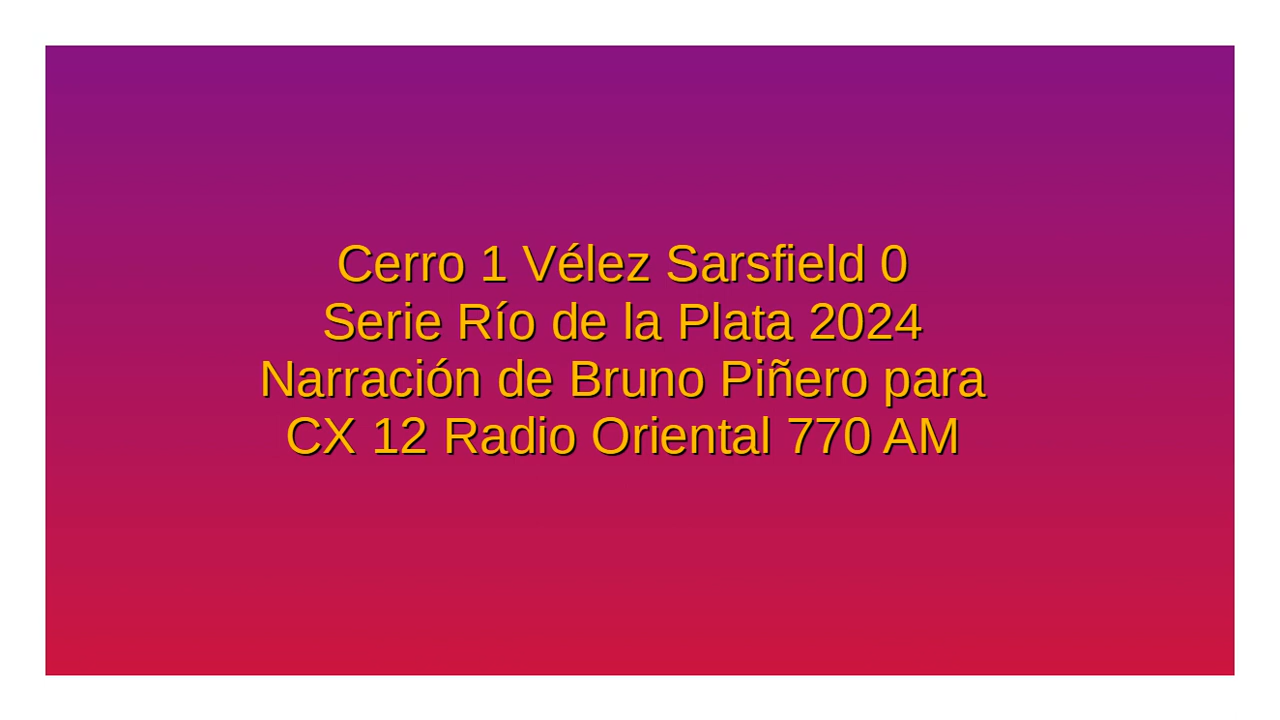 Cerro 1 Vélez Sarsfield 0
Serie Río de la Plata 2024
Narración de Bruno Piñero para
CX 12 Radio Oriental 770 AM